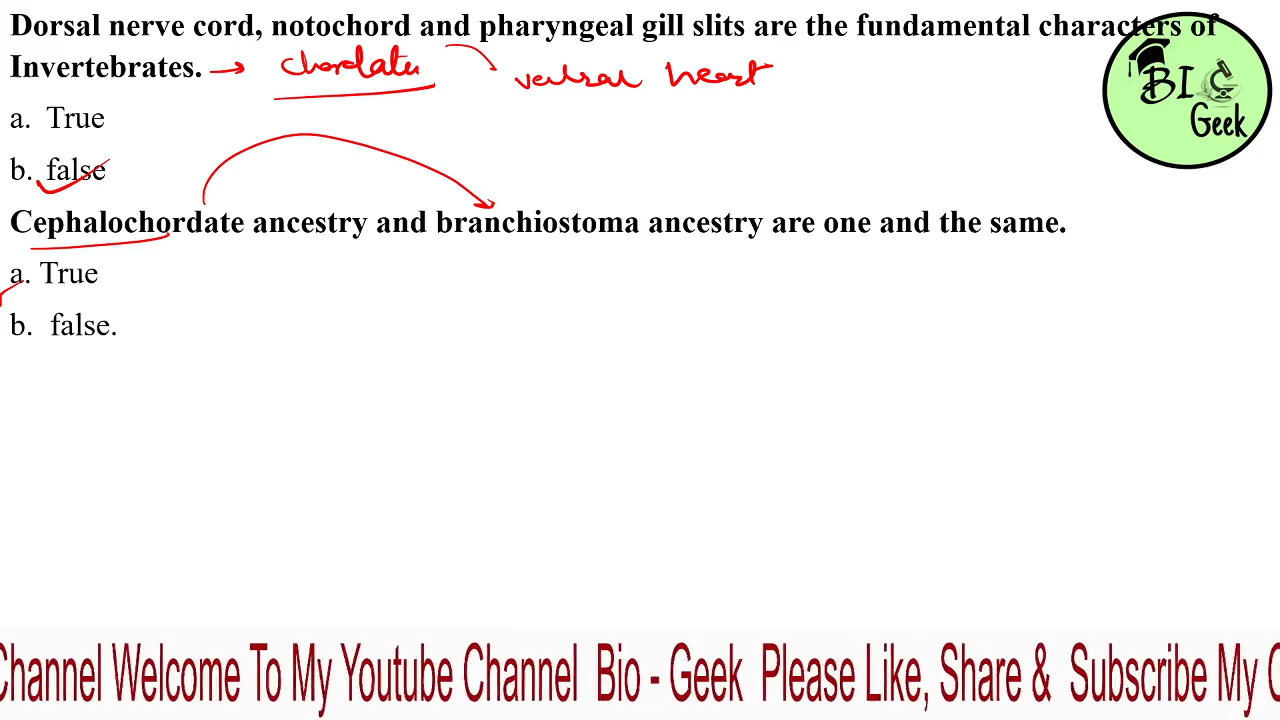 Dorsal nerve cord, notochord and pharyngeal gill slits are the fundamental characters of
Invertebrates. → chordates ventral heart
a. True
b. false
Cephalochordate ancestry and branchiostoma ancestry are one and the same.
a. True
b. false.
BIO
Geek
Channel Welcome To My Youtube Channel Bio - Geek Please Like, Share & Subscribe My C